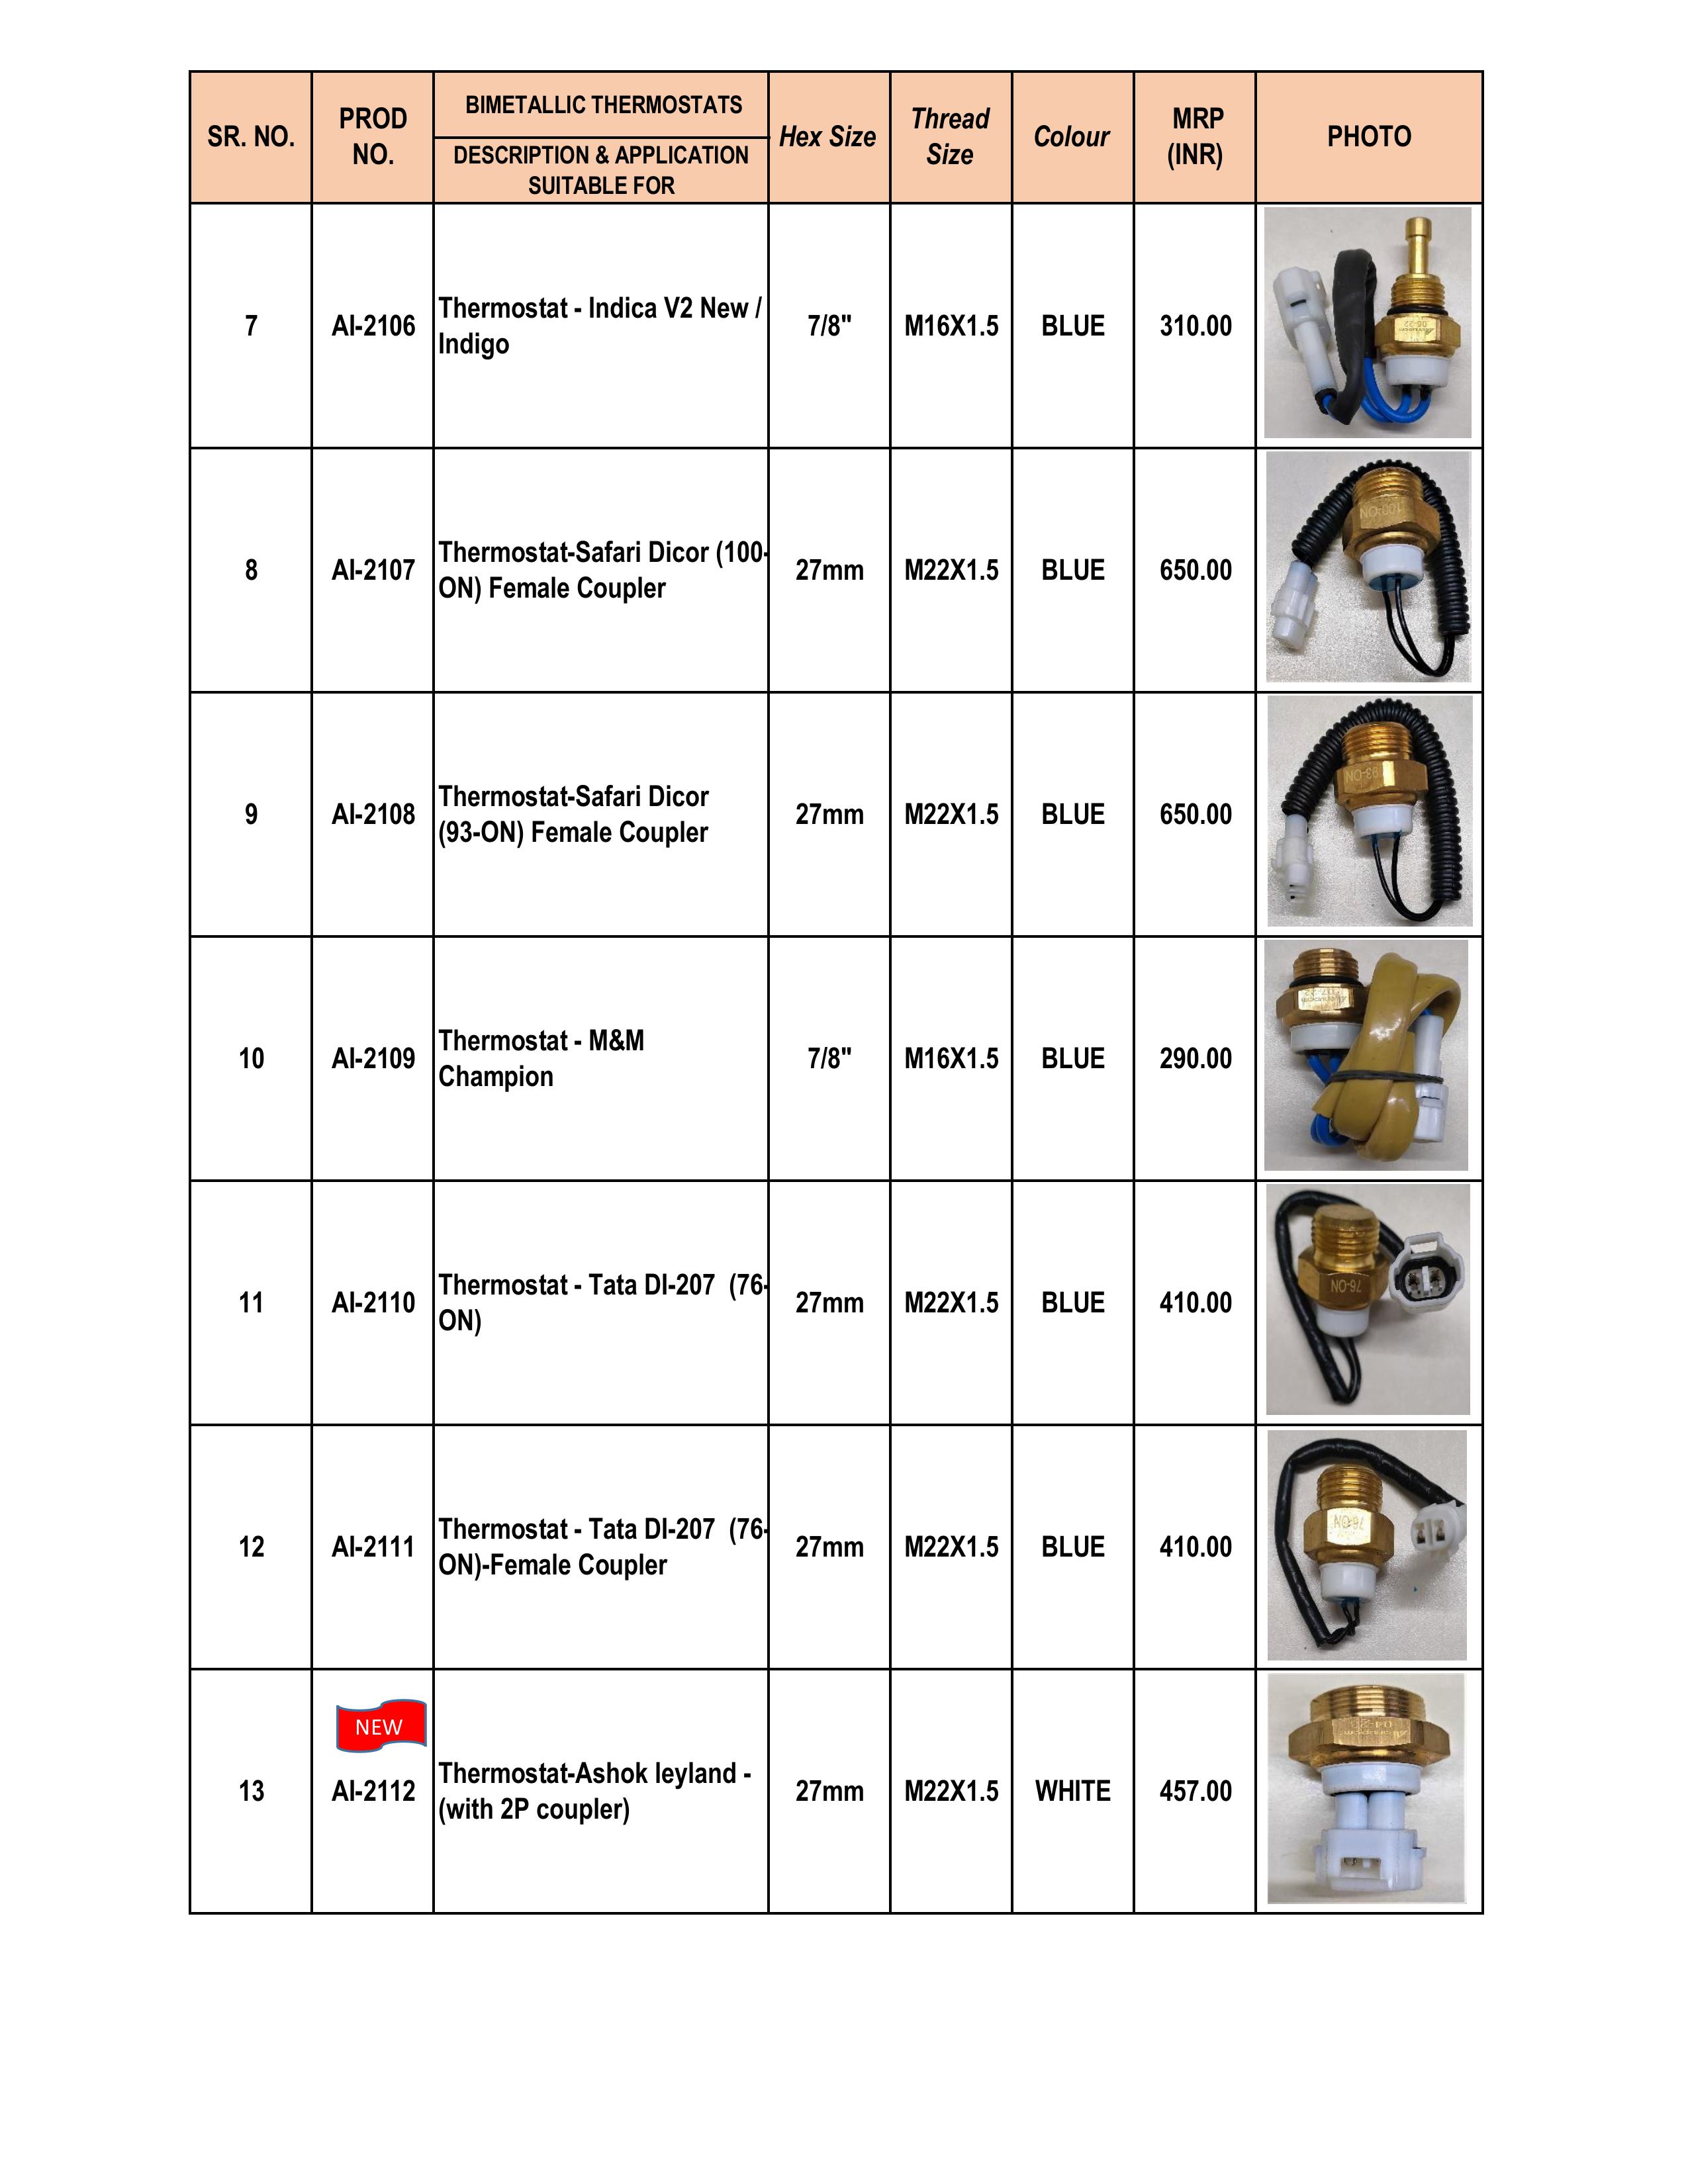 SR. NO.
PROD
NO.
BIMETALLIC THERMOSTATS
DESCRIPTION & APPLICATION
SUITABLE FOR
Hex Size
Thread
Size
Colour
MRP
(INR)
PHOTO
7
AI-2106
Thermostat - Indica V2 New /
Indigo
7/8"
M16X1.5
BLUE
310.00
05-22
8
AI-2107
Thermostat-Safari Dicor (100-
ON) Female Coupler
27mm
M22X1.5
BLUE
650.00
100-ON
9
AI-2108
Thermostat-Safari Dicor
(93-ON) Female Coupler
27mm
M22X1.5
BLUE
650.00
93-ON
10
AI-2109
Thermostat - M&M
Champion
7/8"
M16X1.5
BLUE
290.00
11
AI-2110
Thermostat - Tata DI-207  (76-
ON)
27mm
M22X1.5
BLUE
410.00
76-ON
12
AI-2111
Thermostat - Tata DI-207  (76-
ON)-Female Coupler
27mm
M22X1.5
BLUE
410.00
76-ON
NEW
13
AI-2112
Thermostat-Ashok leyland -
(with 2P coupler)
27mm
M22X1.5
WHITE
457.00